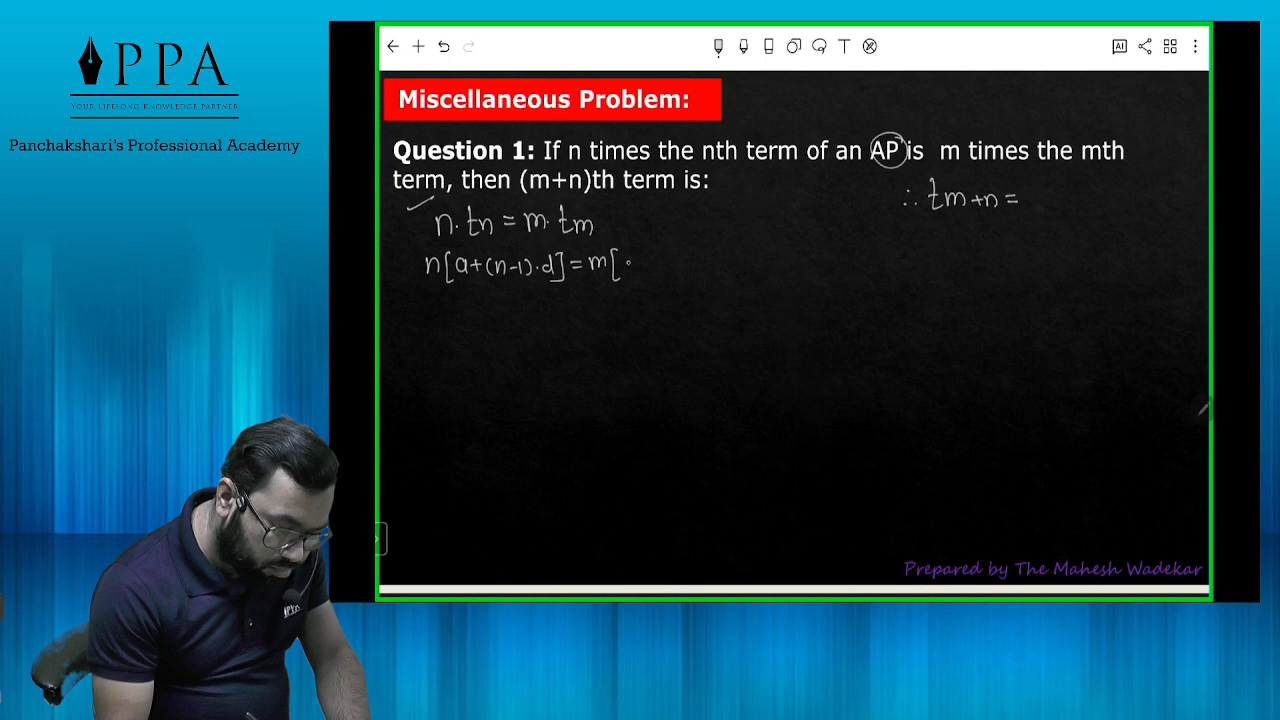 PPA
YOUR LIFELONG KNOWLEDGE PARTNER
Panchakshari's Professional Academy
AI
T
Miscellaneous Problem:
Question 1: If n times the nth term of an AP is m times the mth
term, then (m+n)th term is:
∴ tm+n =
n. tn = m. tm
n[a+(n-1).d] = m[
Prepared by The Mahesh Wadekar
PPA